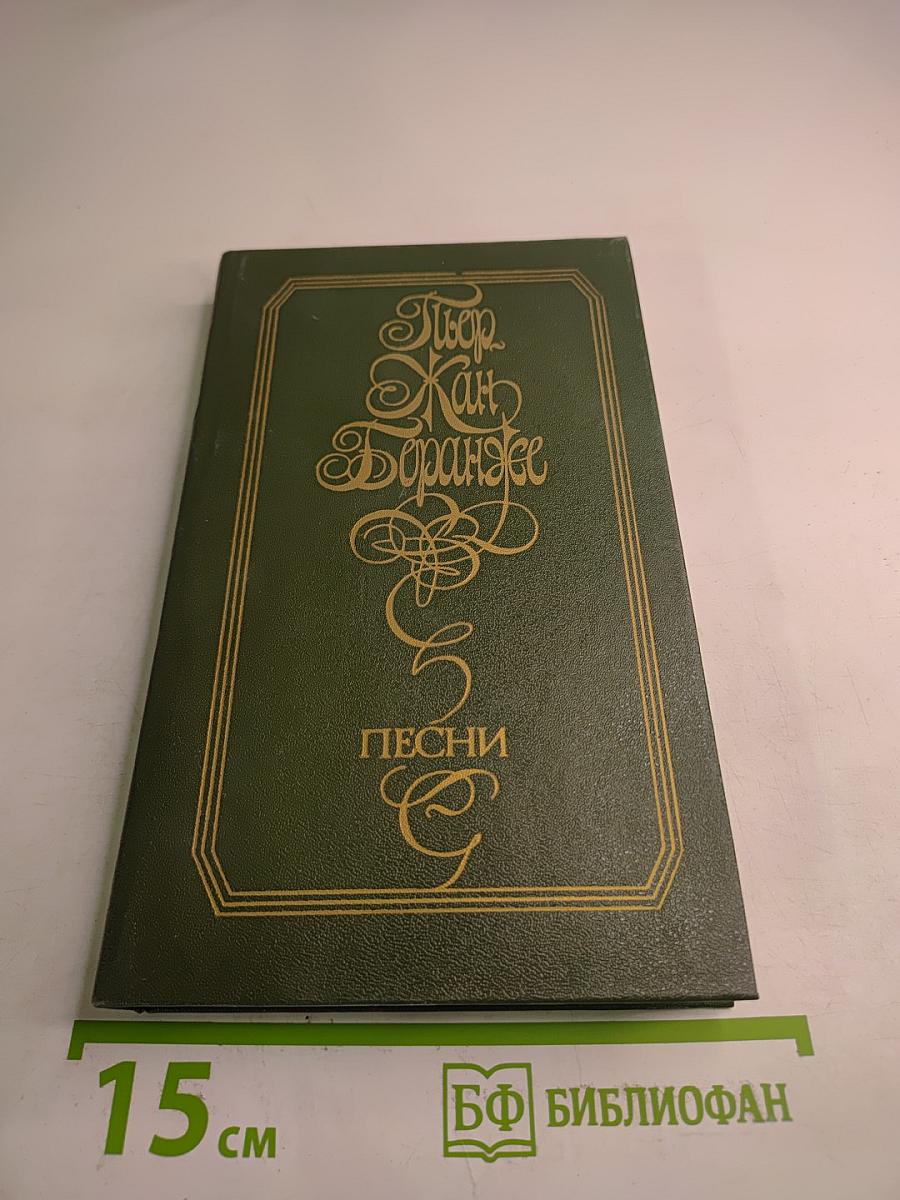 Пьер
Жан
Беранже
ПЕСНИ
15 см
БФ БИБЛИОФАН